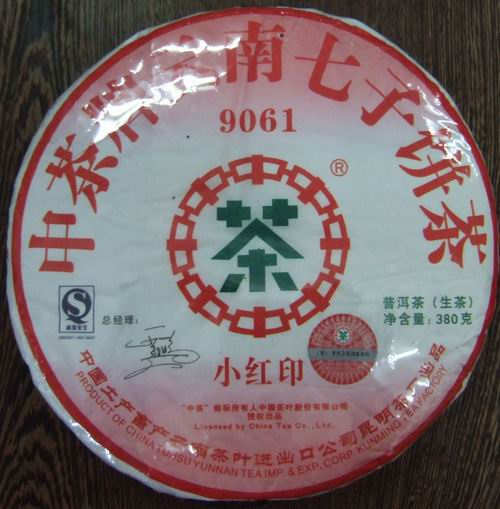 中茶牌云南七子饼茶
9061
®
茶
普洱茶（生茶）
净含量：380克
总经理：
小红印
"中茶"商标所有人中国茶叶股份有限公司
授权出品
Licensed by China Tea Co.,Ltd.
中国土产畜产云南茶叶进出口公司昆明茶厂出品
PRODUCT OF CHINA TUHSU YUNNAN TEA IMP. & EXP. CORP. KUNMING TEA FACTORY